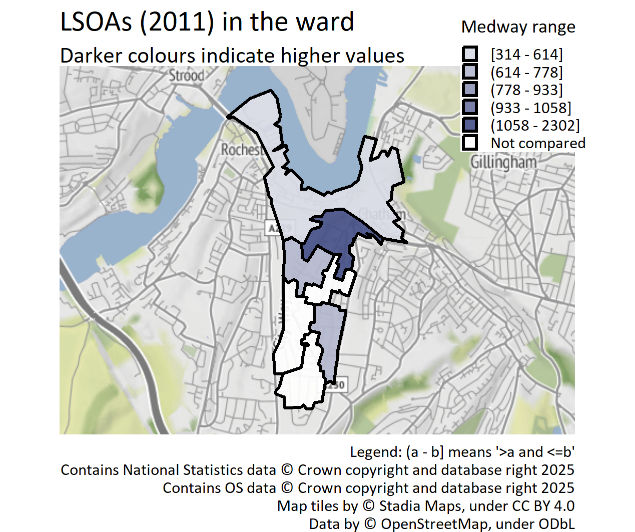 LSOAs (2011) in the ward
Darker colours indicate higher values
Medway range
[314 - 614]
(614 - 778]
(778 - 933]
(933 - 1058]
(1058 - 2302]
Not compared
Strood
Gillingham
Legend: (a - b] means '>a and <=b'
Contains National Statistics data © Crown copyright and database right 2025
Contains OS data © Crown copyright and database right 2025
Map tiles by © Stadia Maps, under CC BY 4.0
Data by © OpenStreetMap, under ODbL